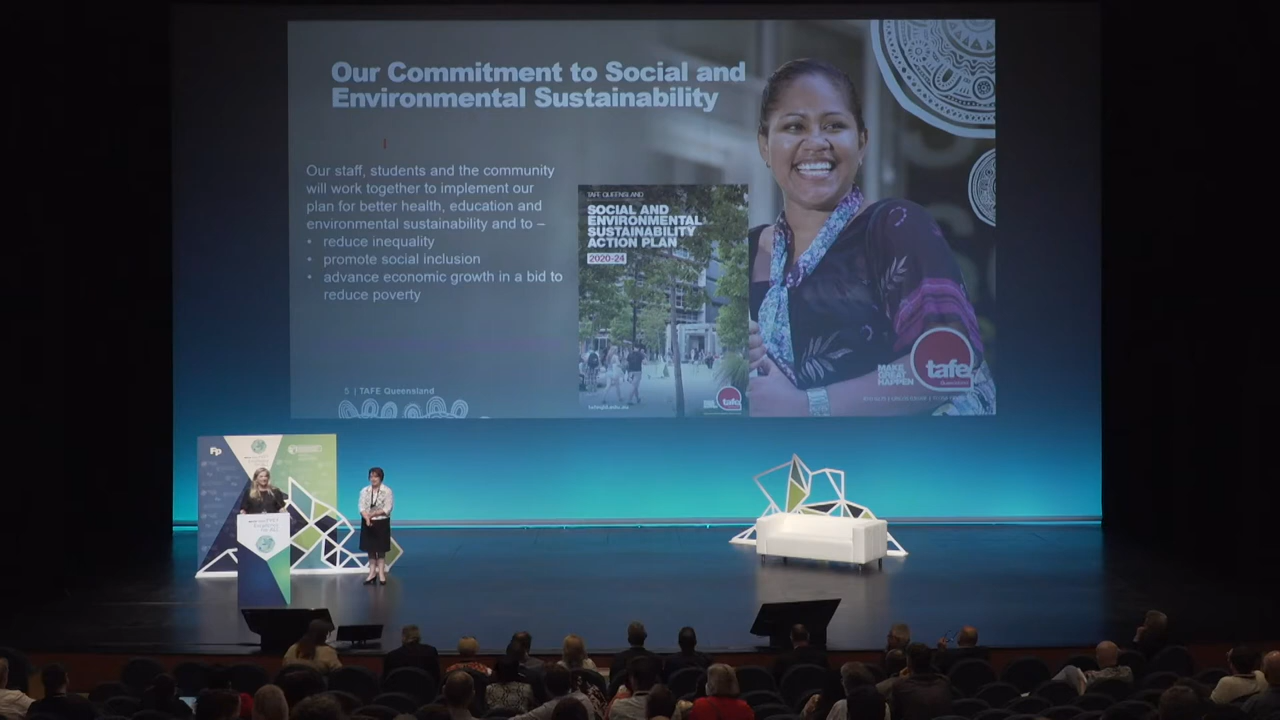 Our Commitment to Social and
Environmental Sustainability
Our staff, students and the community
will work together to implement our
plan for better health, education and
environmental sustainability and to –
• reduce inequality
• promote social inclusion
• advance economic growth in a bid to
reduce poverty
TAFE QUEENSLAND
SOCIAL AND
ENVIRONMENTAL
SUSTAINABILITY
ACTION PLAN
2020-24
tafe
MAKE
GREAT
HAPPEN
tafe
Queensland
5 | TAFE Queensland